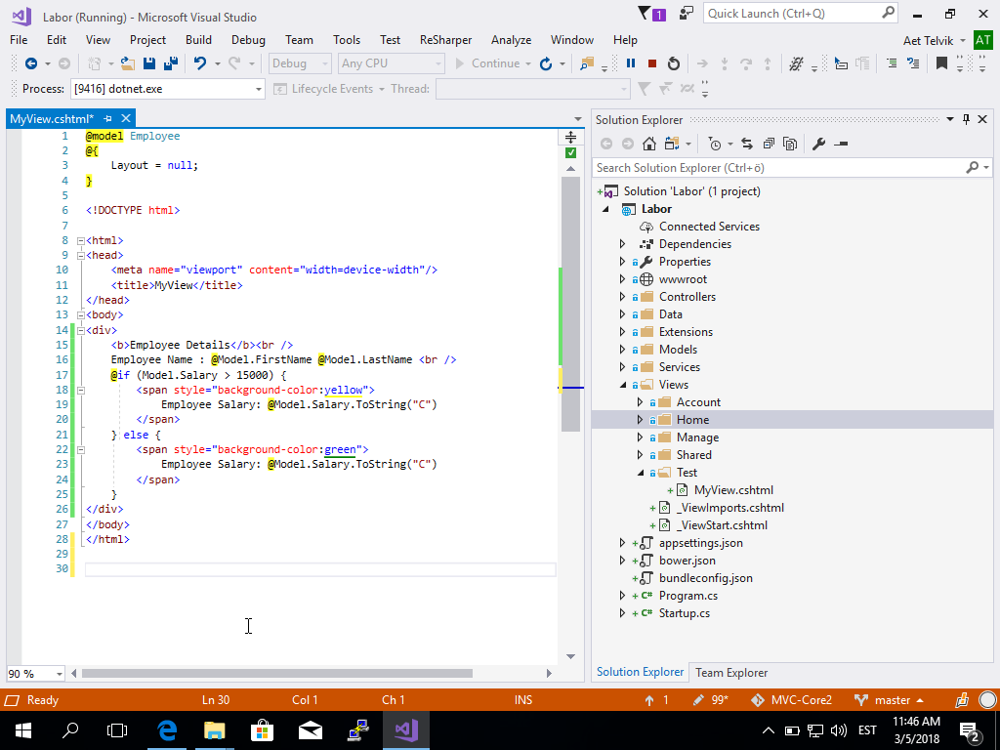 Labor (Running) - Microsoft Visual Studio
1
Quick Launch (Ctrl+Q)
File Edit View Project Build Debug Team Tools Test ReSharper Analyze Window Help
Aet Telvik
AT
Debug
Any CPU
Continue
Process: [9416] dotnet.exe
Lifecycle Events
Thread:
MyView.cshtml*
1 @model Employee
2 @{
3 Layout = null;
4 }
5
6 <!DOCTYPE html>
7
8 <html>
9 <head>
10 <meta name="viewport" content="width=device-width"/>
11 <title>MyView</title>
12 </head>
13 <body>
14 <div>
15 <b>Employee Details</b><br />
16 Employee Name : @Model.FirstName @Model.LastName <br />
17 @if (Model.Salary > 15000) {
18 <span style="background-color:yellow">
19 Employee Salary: @Model.Salary.ToString("C")
20 </span>
21 } else {
22 <span style="background-color:green">
23 Employee Salary: @Model.Salary.ToString("C")
24 </span>
25 }
26 </div>
27 </body>
28 </html>
29
30
90 %
Solution Explorer
Search Solution Explorer (Ctrl+ö)
Solution 'Labor' (1 project)
Labor
Connected Services
Dependencies
Properties
wwwroot
Controllers
Data
Extensions
Models
Services
Views
Account
Home
Manage
Shared
Test
MyView.cshtml
_ViewImports.cshtml
_ViewStart.cshtml
appsettings.json
bower.json
bundleconfig.json
C# Program.cs
C# Startup.cs
Solution Explorer
Team Explorer
Ready
Ln 30
Col 1
Ch 1
INS
1
99*
MVC-Core2
master
EST
11:46 AM
3/5/2018
2